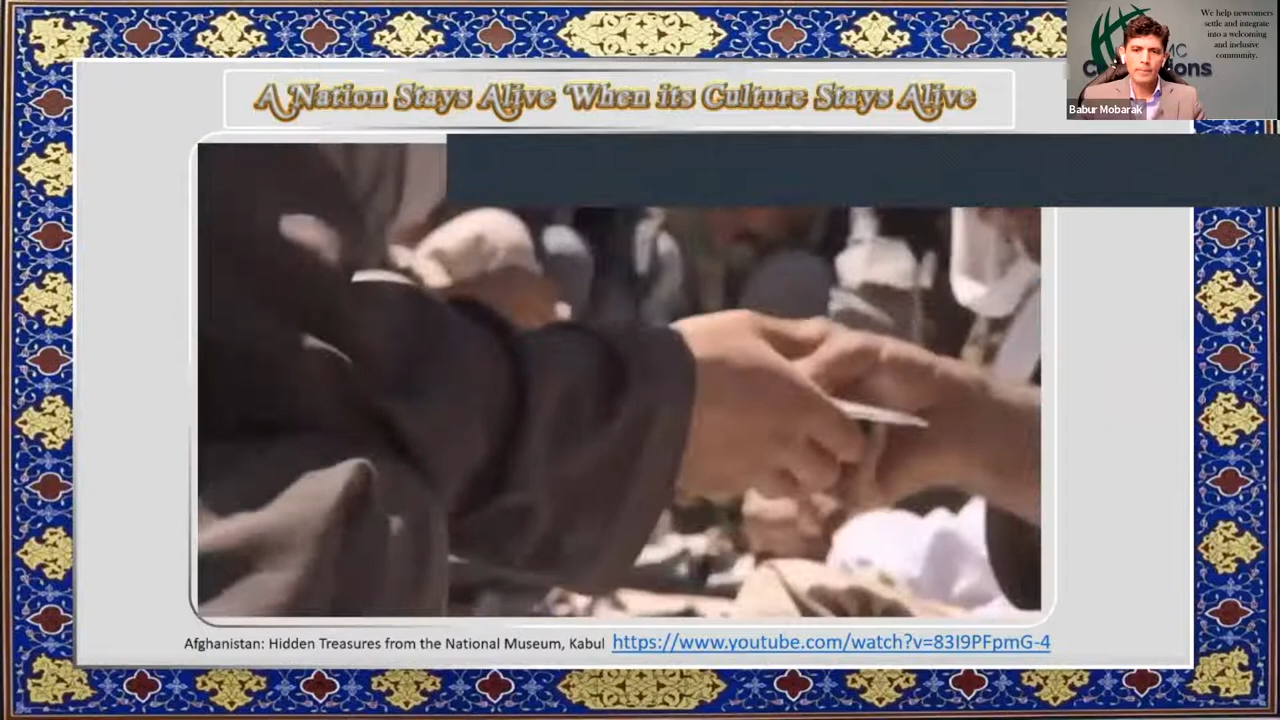 A Nation Stays Alive When its Culture Stays Alive
We help newcomers
settle and integrate
into a welcoming
and inclusive
community.
Babur Mobarak
Afghanistan: Hidden Treasures from the National Museum, Kabul https://www.youtube.com/watch?v=83I9PFpmG-4